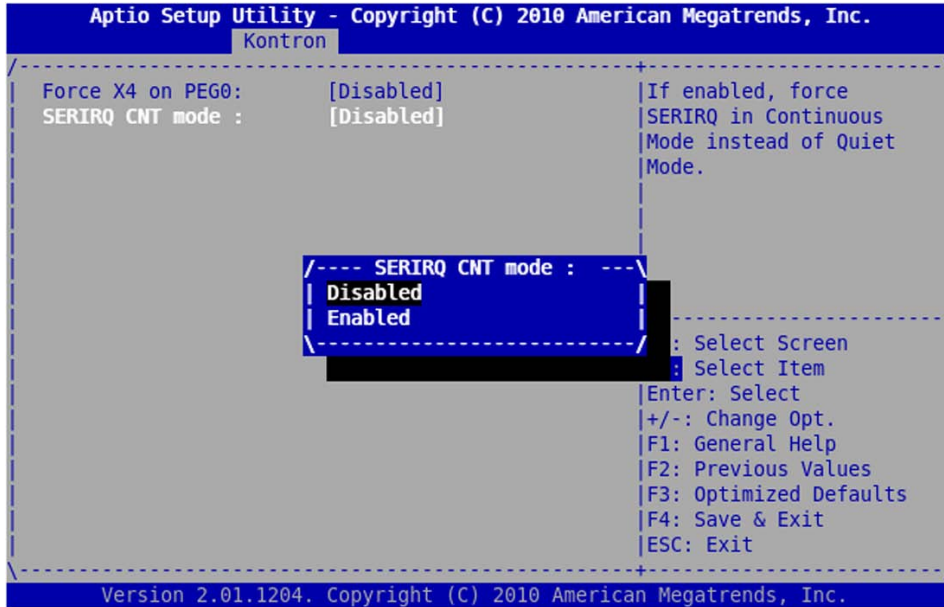 Aptio Setup Utility - Copyright (C) 2010 American Megatrends, Inc.
Kontron
Force X4 on PEG0: [Disabled]
SERIRQ CNT mode : [Disabled]
If enabled, force
SERIRQ in Continuous
Mode instead of Quiet
Mode.
SERIRQ CNT mode :
Disabled
Enabled
: Select Screen
: Select Item
Enter: Select
+/-: Change Opt.
F1: General Help
F2: Previous Values
F3: Optimized Defaults
F4: Save & Exit
ESC: Exit
Version 2.01.1204. Copyright (C) 2010 American Megatrends, Inc.